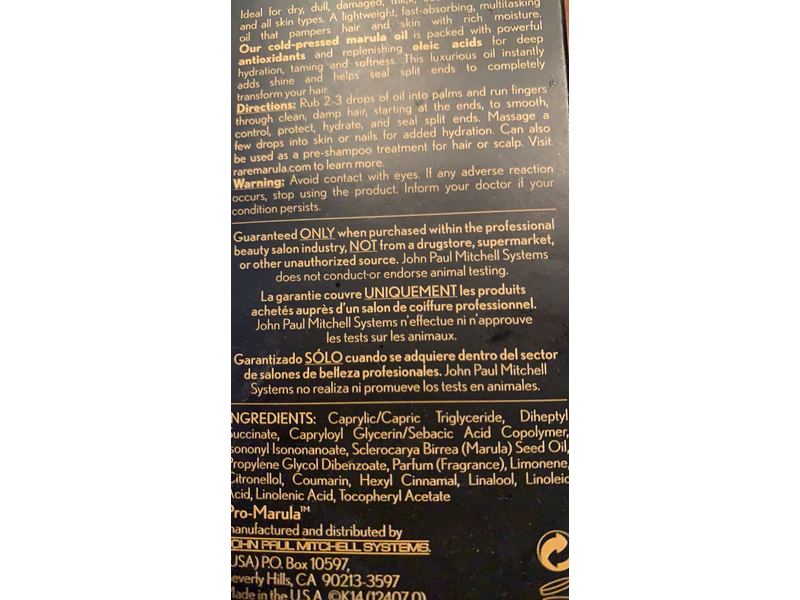 Ideal for dry, dull, damaged, thick,
and all skin types. A lightweight, fast-absorbing, multitasking
oil that pampers hair and skin with rich moisture.
Our cold-pressed marula oil is packed with powerful
antioxidants and replenishing oleic acids for deep
hydration, taming and softness. This luxurious oil instantly
adds shine and helps seal split ends to completely
transform your hair.
Directions: Rub 2-3 drops of oil into palms and run fingers
through clean, damp hair, starting at the ends, to smooth,
control, protect, hydrate, and seal split ends. Massage a
few drops into skin or nails for added hydration. Can also
be used as a pre-shampoo treatment for hair or scalp. Visit
raremarula.com to learn more.
Warning: Avoid contact with eyes. If any adverse reaction
occurs, stop using the product. Inform your doctor if your
condition persists.
Guaranteed ONLY when purchased within the professional
beauty salon industry, NOT from a drugstore, supermarket,
or other unauthorized source. John Paul Mitchell Systems
does not conduct or endorse animal testing.
La garantie couvre UNIQUEMENT les produits
achetés auprès d'un salon de coiffure professionnel.
John Paul Mitchell Systems n'effectue ni n'approuve
les tests sur les animaux.
Garantizado SÓLO cuando se adquiere dentro del sector
de salones de belleza profesionales. John Paul Mitchell
Systems no realiza ni promueve los tests en animales.
NGREDIENTS: Caprylic/Capric Triglyceride, Diheptyl
uccinate, Capryloyl Glycerin/Sebacic Acid Copolymer,
sononyl Isononanoate, Sclerocarya Birrea (Marula) Seed Oil,
Propylene Glycol Dibenzoate, Parfum (Fragrance), Limonene,
Citronellol, Coumarin, Hexyl Cinnamal, Linalool, Linoleic
Acid, Linolenic Acid, Tocopheryl Acetate
Pro-Marula™
manufactured and distributed by
JOHN PAUL MITCHELL SYSTEMS.
USA) P.O. Box 10597,
everly Hills, CA 90213-3597
Made in the U.S.A. ©K14 (12407.0)